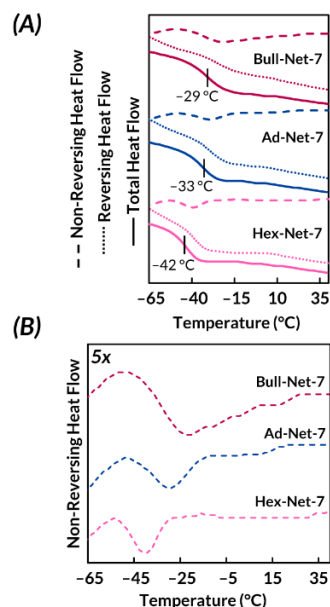 (A)
Non-Reversing Heat Flow
Reversing Heat Flow
Total Heat Flow
Bull-Net-7
−29 °C
Ad-Net-7
−33 °C
Hex-Net-7
−42 °C
−65 −40 −15 10 35
Temperature (°C)
(B)
5x
Non-Reversing Heat Flow
Bull-Net-7
Ad-Net-7
Hex-Net-7
−65 −45 −25 −5 15 35
Temperature (°C)